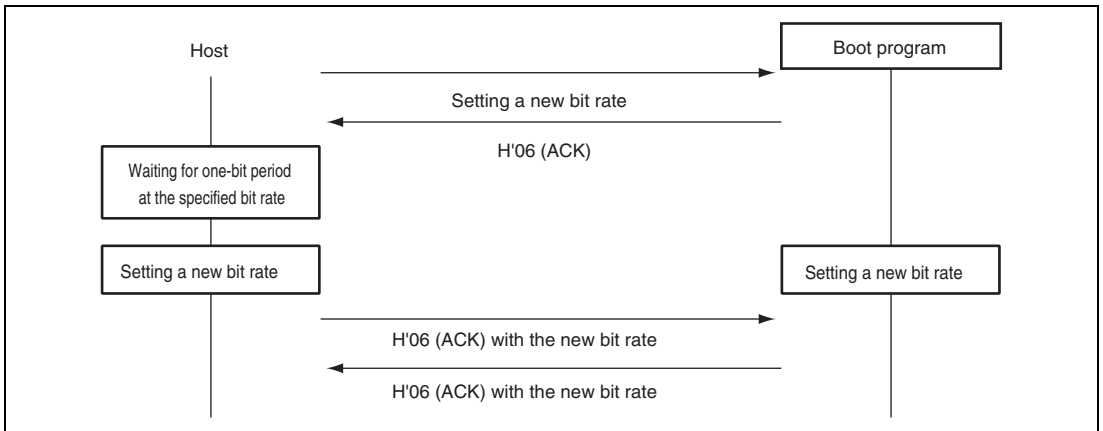 Host
Boot program
Setting a new bit rate
H'06 (ACK)
Waiting for one-bit period
at the specified bit rate
Setting a new bit rate
Setting a new bit rate
H'06 (ACK) with the new bit rate
H'06 (ACK) with the new bit rate